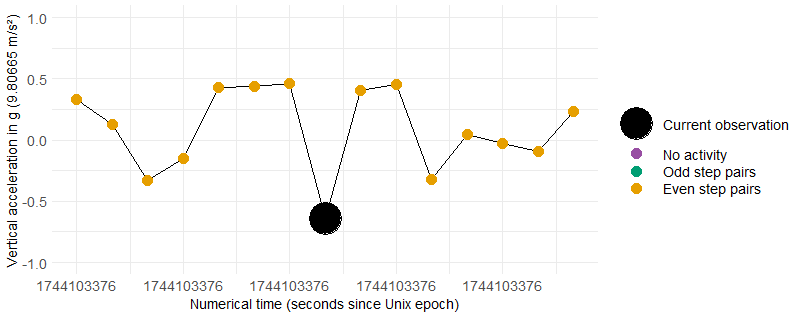 Vertical acceleration in g (9.80665 m/s²)
1.0
0.5
0.0
-0.5
-1.0
1744103376 1744103376 1744103376 1744103376 1744103376
Numerical time (seconds since Unix epoch)
Current observation
No activity
Odd step pairs
Even step pairs